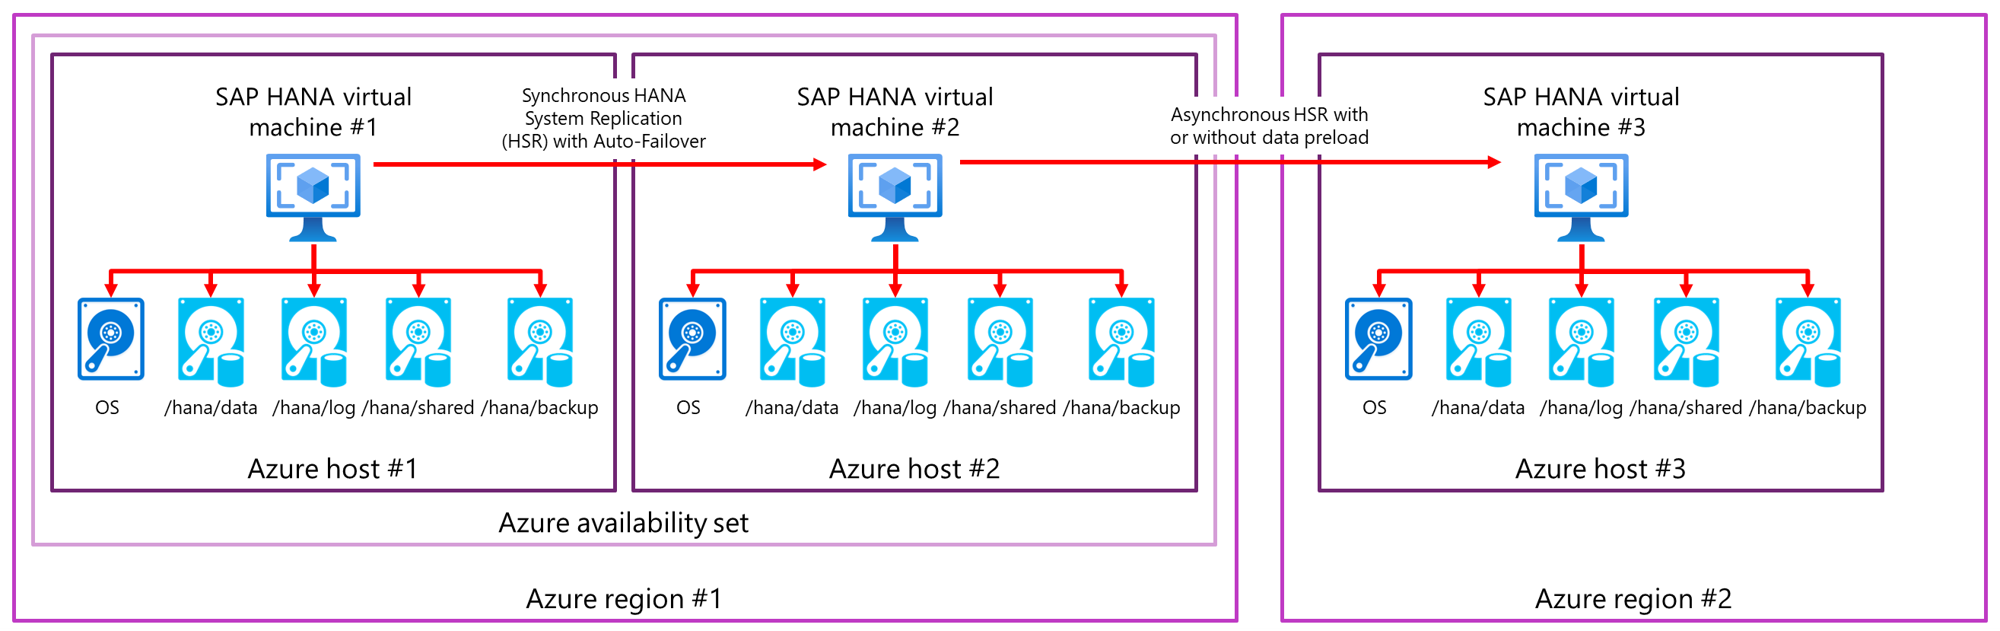 SAP HANA virtual
machine #1
Synchronous HANA
System Replication
(HSR) with Auto-Failover
SAP HANA virtual
machine #2
Asynchronous HSR with
or without data preload
SAP HANA virtual
machine #3
OS /hana/data /hana/log /hana/shared /hana/backup
OS /hana/data /hana/log /hana/shared /hana/backup
OS /hana/data /hana/log /hana/shared /hana/backup
Azure host #1
Azure host #2
Azure host #3
Azure availability set
Azure region #1
Azure region #2